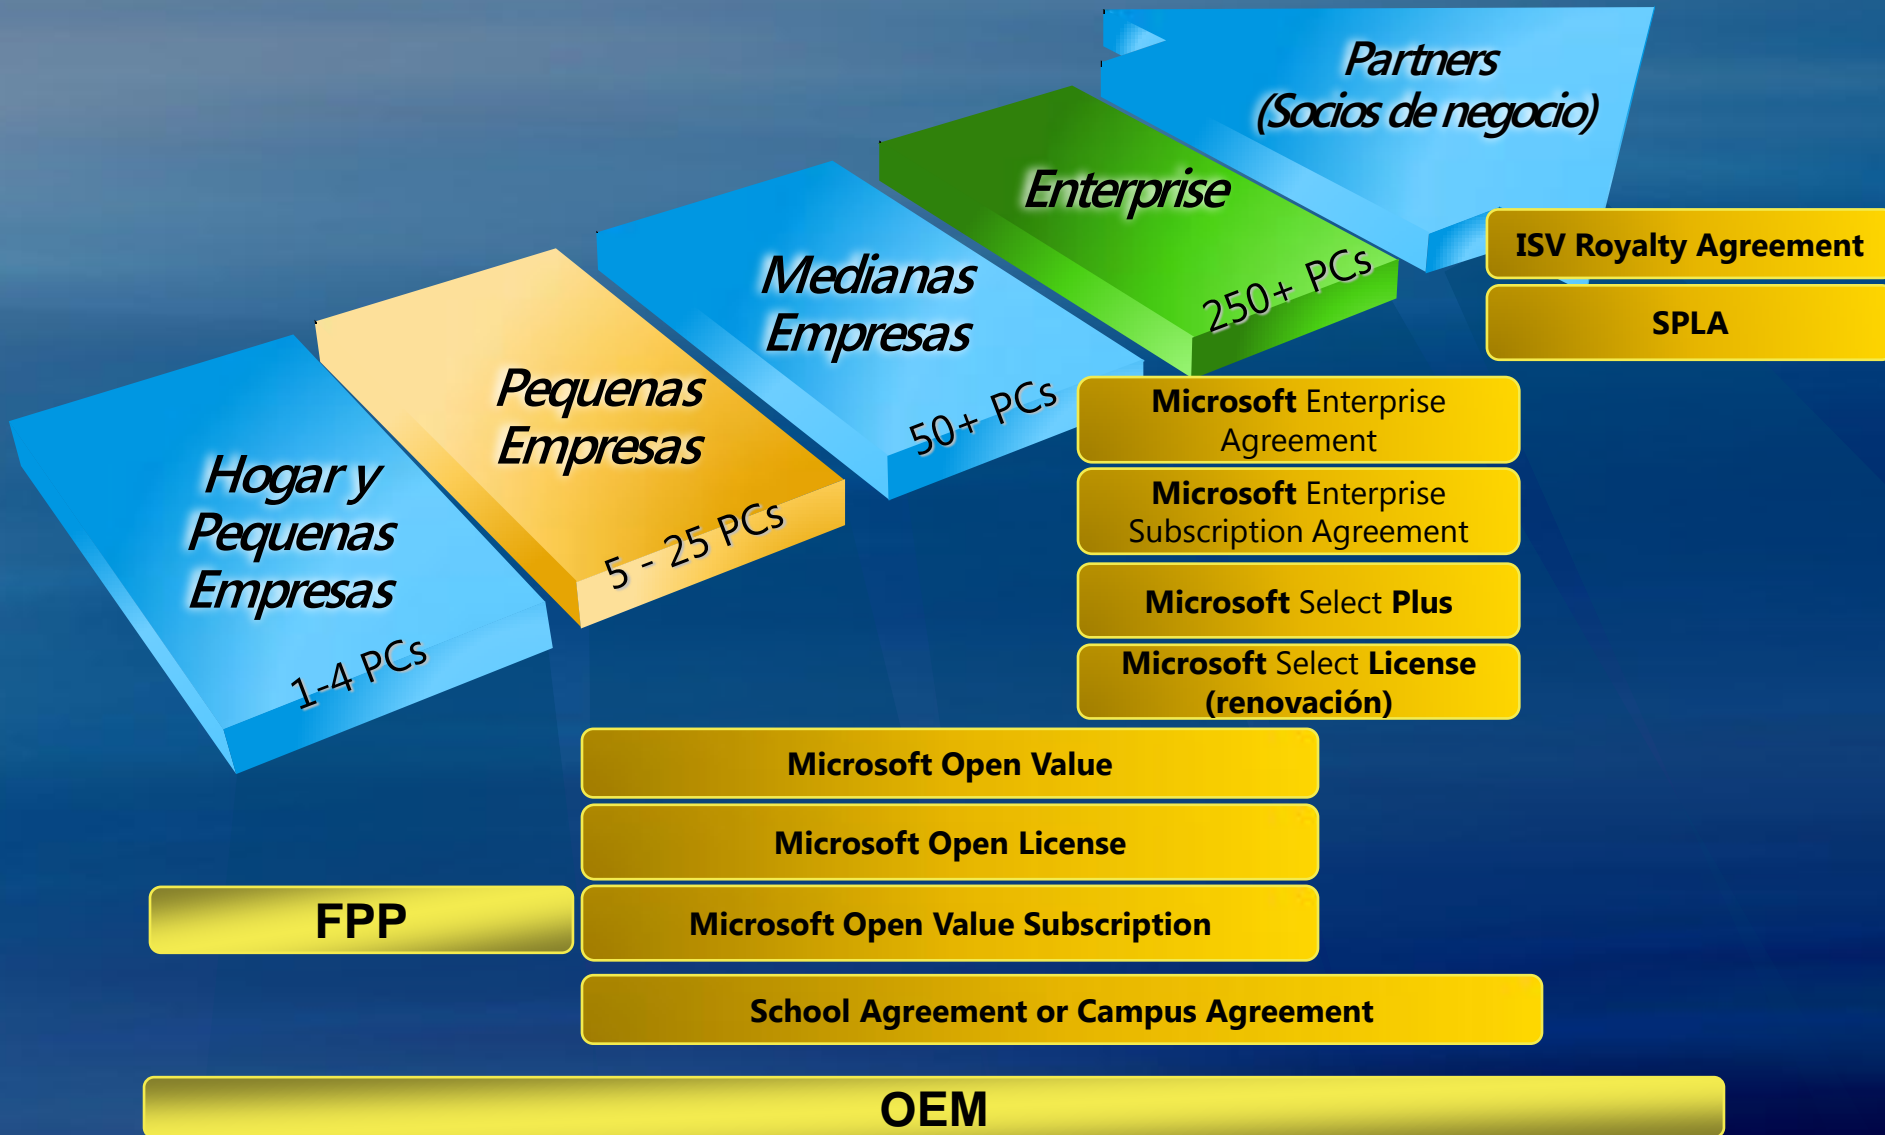 Partners
(Socios de negocio)
Enterprise
250+ PCs
Medianas
Empresas
50+ PCs
Pequenas
Empresas
5 - 25 PCs
Hogar y
Pequenas
Empresas
1-4 PCs
ISV Royalty Agreement
SPLA
Microsoft Enterprise
Agreement
Microsoft Enterprise
Subscription Agreement
Microsoft Select Plus
Microsoft Select License
(renovación)
Microsoft Open Value
Microsoft Open License
FPP
Microsoft Open Value Subscription
School Agreement or Campus Agreement
OEM